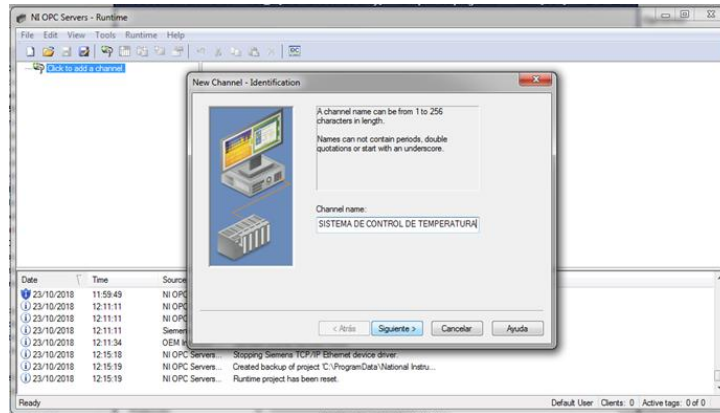 NI OPC Servers - Runtime
File Edit View Tools Runtime Help
Click to add a channel.
New Channel - Identification
A channel name can be from 1 to 256
characters in length.
Names can not contain periods, double
quotations or start with an underscore.
Channel name:
SISTEMA DE CONTROL DE TEMPERATURA
< Atrás Siguiente > Cancelar Ayuda
Date Time Source
23/10/2018 11:59:49 NI OPC
23/10/2018 12:11:11 NI OPC
23/10/2018 12:11:11 NI OPC
23/10/2018 12:11:11 Siemen
23/10/2018 12:11:34 OEM In
23/10/2018 12:15:18 NI OPC Servers... Stopping Siemens TCP/IP Ethernet device driver.
23/10/2018 12:15:19 NI OPC Servers... Created backup of project 'C:\ProgramData\National Instru...
23/10/2018 12:15:19 NI OPC Servers... Runtime project has been reset.
Ready Default User Clients: 0 Active tags: 0 of 0